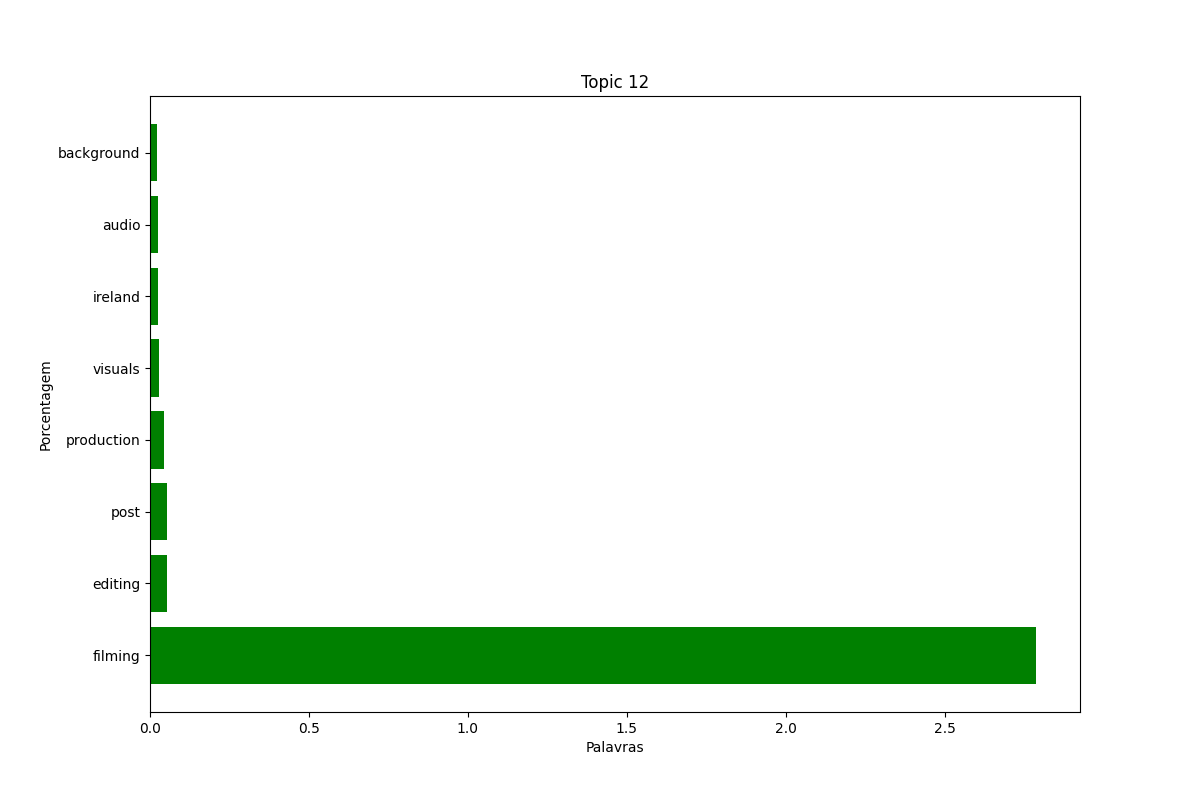 Topic 12
background
audio
ireland
visuals
production
post
editing
filming
Porcentagem
0.0 0.5 1.0 1.5 2.0 2.5
Palavras